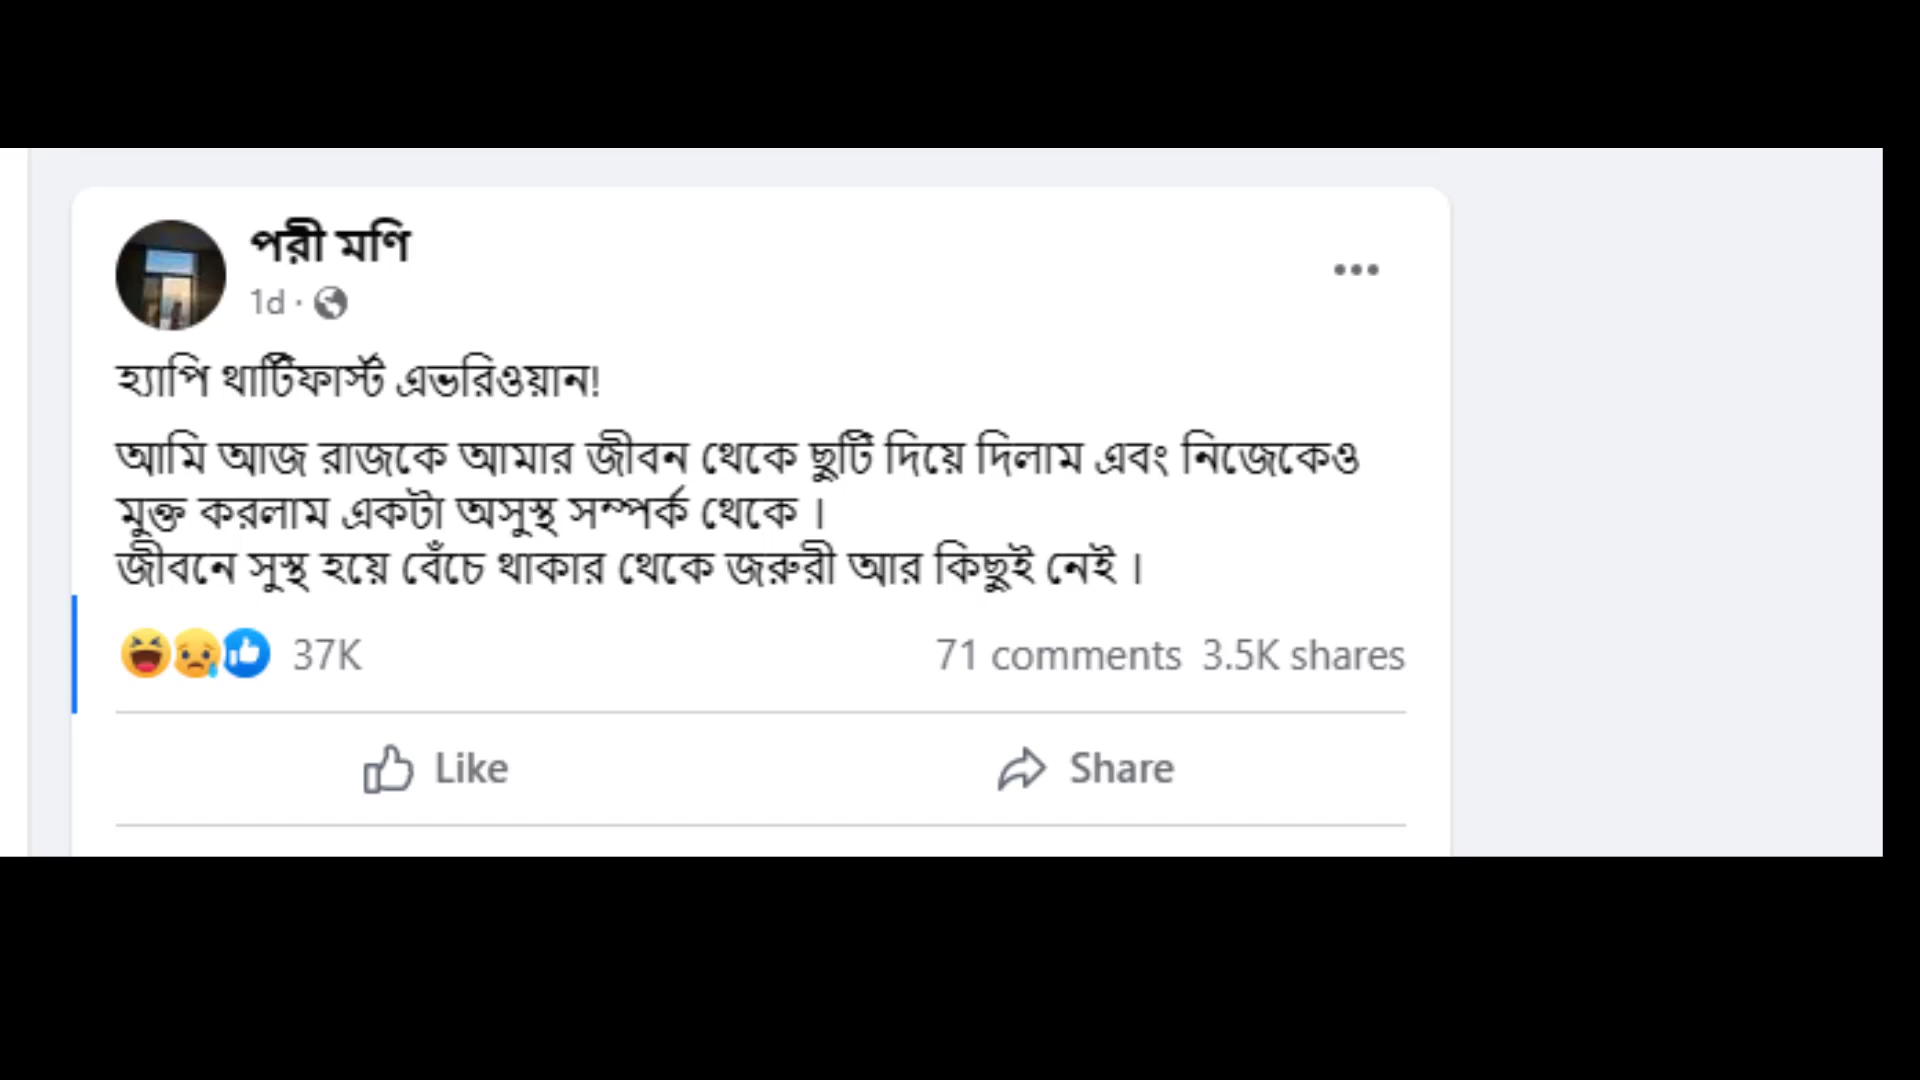 পরী মণি
1d ·
হ্যাপি থার্টিফার্স্ট এভরিওয়ান!
আমি আজ রাজকে আমার জীবন থেকে ছুটি দিয়ে দিলাম এবং নিজেকেও
মুক্ত করলাম একটা অসুস্থ সম্পর্ক থেকে ।
জীবনে সুস্থ হয়ে বেঁচে থাকার থেকে জরুরী আর কিছুই নেই ।
37K 71 comments 3.5K shares
Like Share